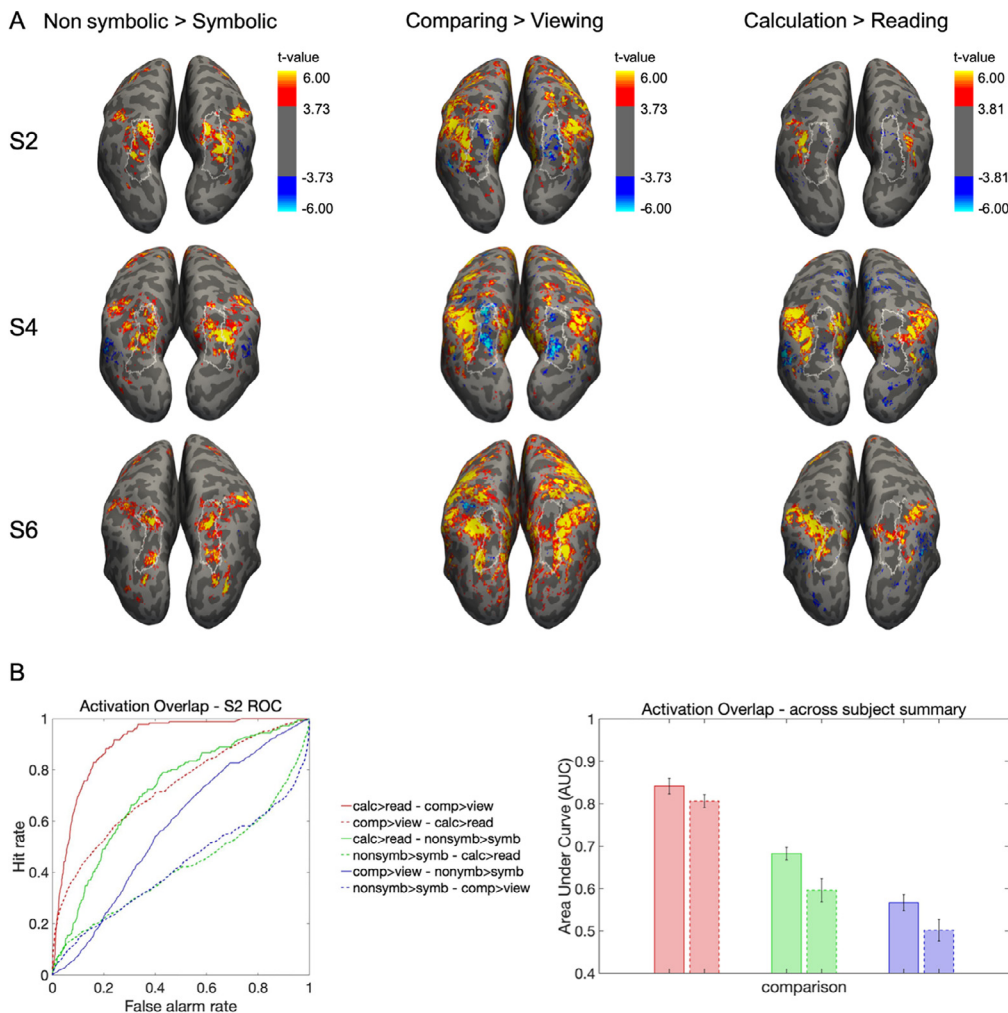 A
Non symbolic > Symbolic
Comparing > Viewing
Calculation > Reading
t-value
6.00
3.73
-3.73
-6.00
t-value
6.00
3.73
-3.73
-6.00
t-value
6.00
3.81
-3.81
-6.00
S2
S4
S6
B
Activation Overlap - S2 ROC
Hit rate
1
0.8
0.6
0.4
0.2
0
0 0.2 0.4 0.6 0.8 1
False alarm rate
calc>read - comp>view
comp>view - calc>read
calc>read - nonsymb>symb
nonsymb>symb - calc>read
comp>view - nonymb>symb
nonsymb>symb - comp>view
Activation Overlap - across subject summary
Area Under Curve (AUC)
1
0.9
0.8
0.7
0.6
0.5
0.4
comparison